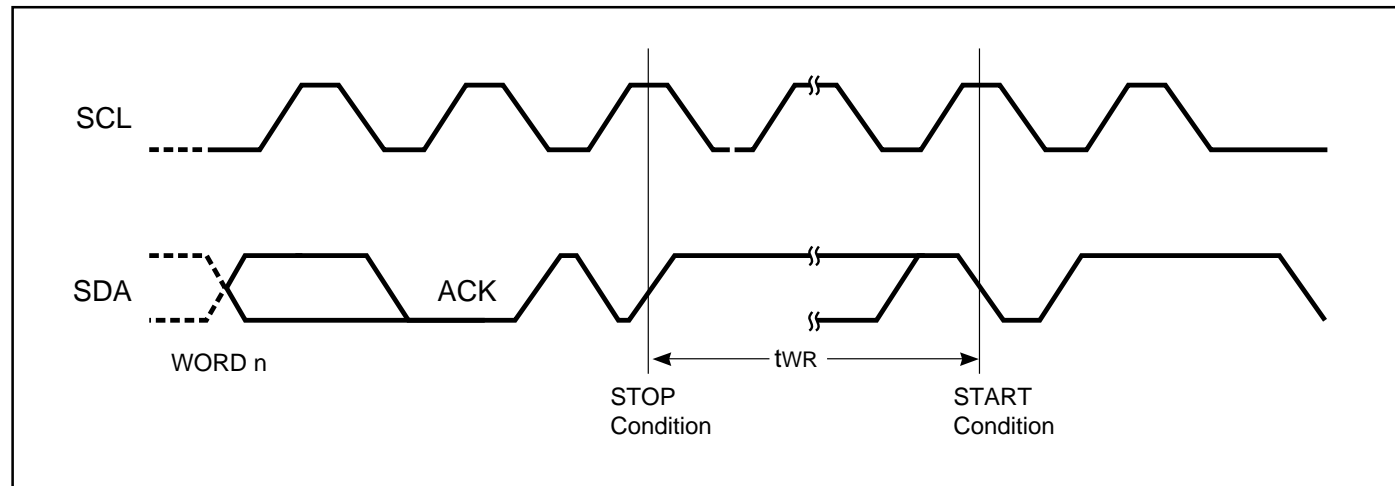 SCL
SDA
ACK
WORD n
tWR
STOP
Condition
START
Condition